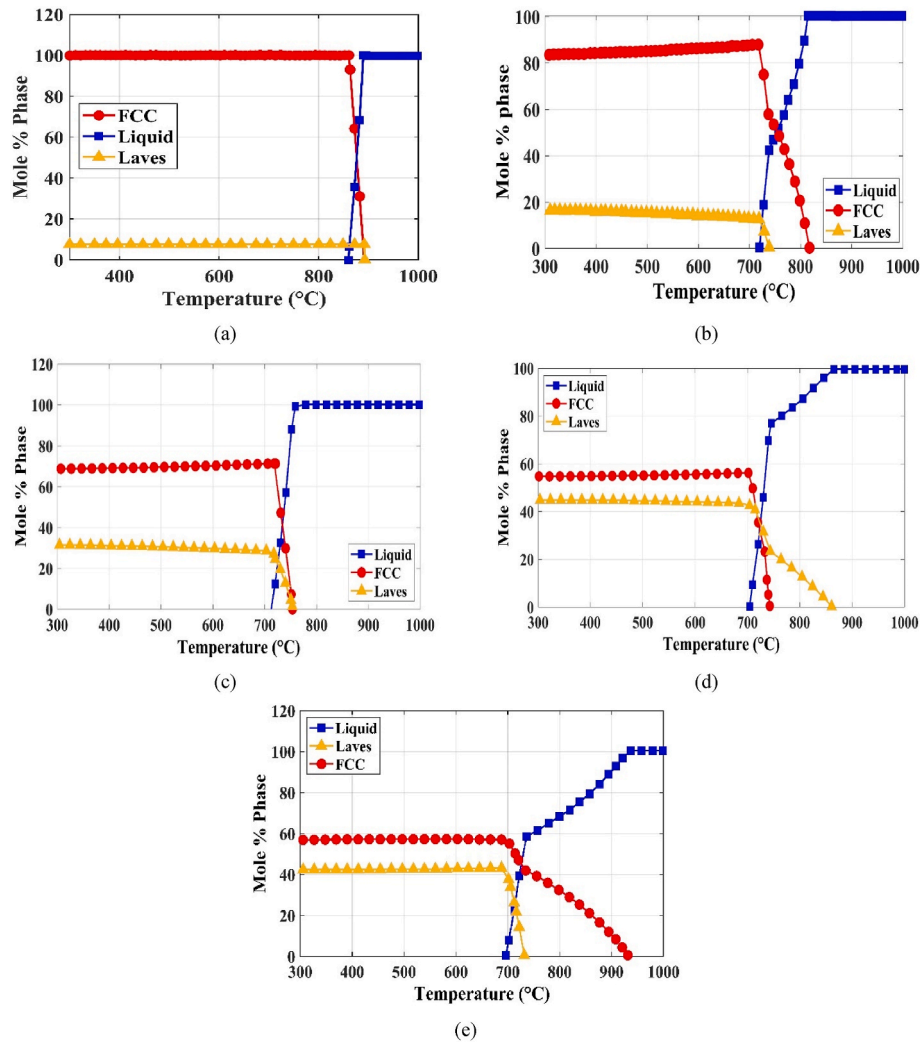 120
100
80
60
40
20
0
Mole % Phase
FCC
Liquid
Laves
400 600 800 1000
Temperature (°C)
(a)
100
80
60
40
20
0
Mole % phase
Liquid
FCC
Laves
300 400 500 600 700 800 900 1000
Temperature (°C)
(b)
120
100
80
60
40
20
0
Mole % Phase
Liquid
FCC
Laves
300 400 500 600 700 800 900 1000
Temperature (°C)
(c)
100
80
60
40
20
0
Mole % Phase
Liquid
FCC
Laves
300 400 500 600 700 800 900 1000
Temperature (°C)
(d)
120
100
80
60
40
20
0
Mole % Phase
Liquid
Laves
FCC
300 400 500 600 700 800 900 1000
Temperature (°C)
(e)